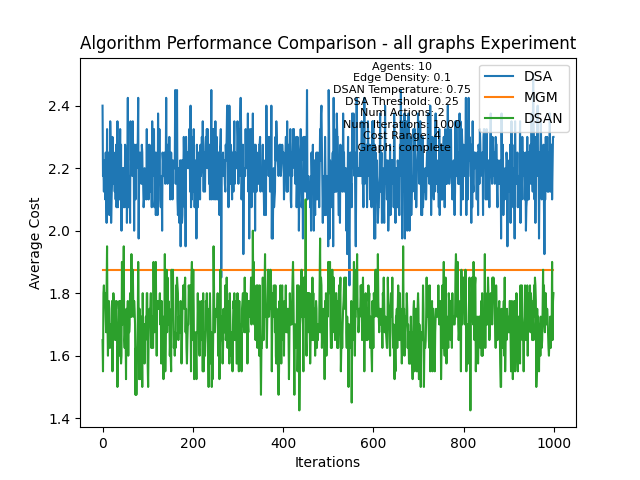 Algorithm Performance Comparison - all graphs Experiment
Agents: 10
Edge Density: 0.1
DSAN Temperature: 0.75
DSA Threshold: 0.25
Num Actions: 2
Num Iterations: 1000
Cost Range: 4
Graph: complete
DSA
MGM
DSAN
Average Cost
2.4
2.2
2.0
1.8
1.6
1.4
0
200
400
600
800
1000
Iterations